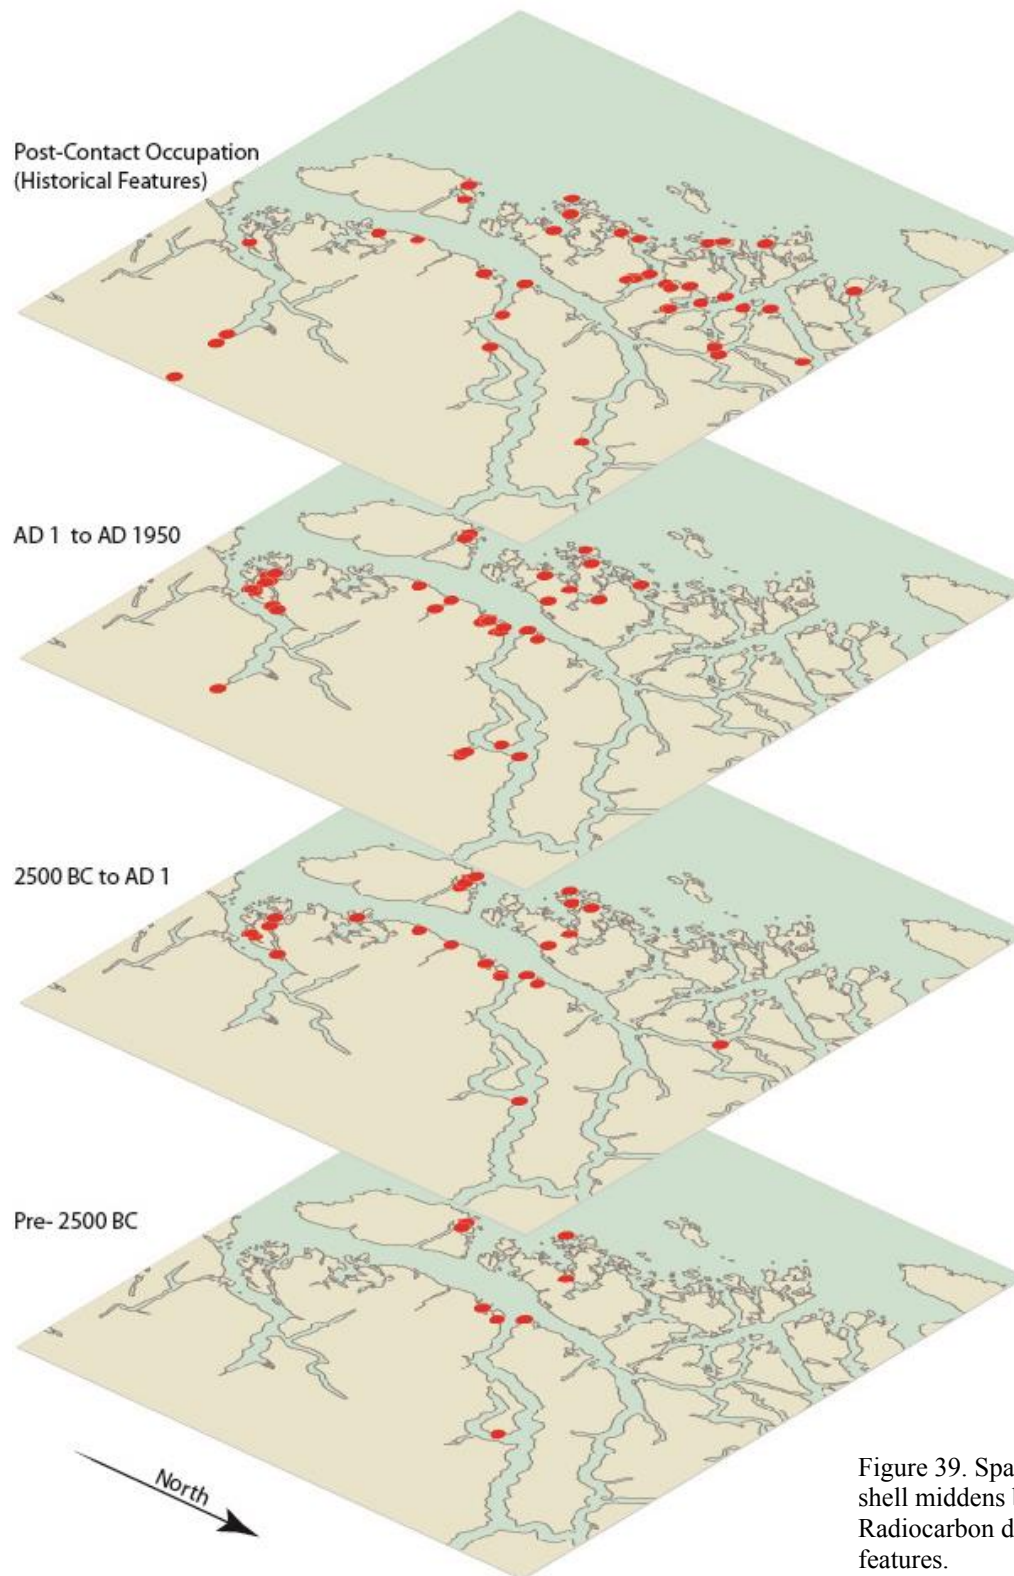 Post-Contact Occupation
(Historical Features)
AD 1 to AD 1950
2500 BC to AD 1
Pre- 2500 BC
North
Figure 39. Spa
shell middens
Radiocarbon d
features.